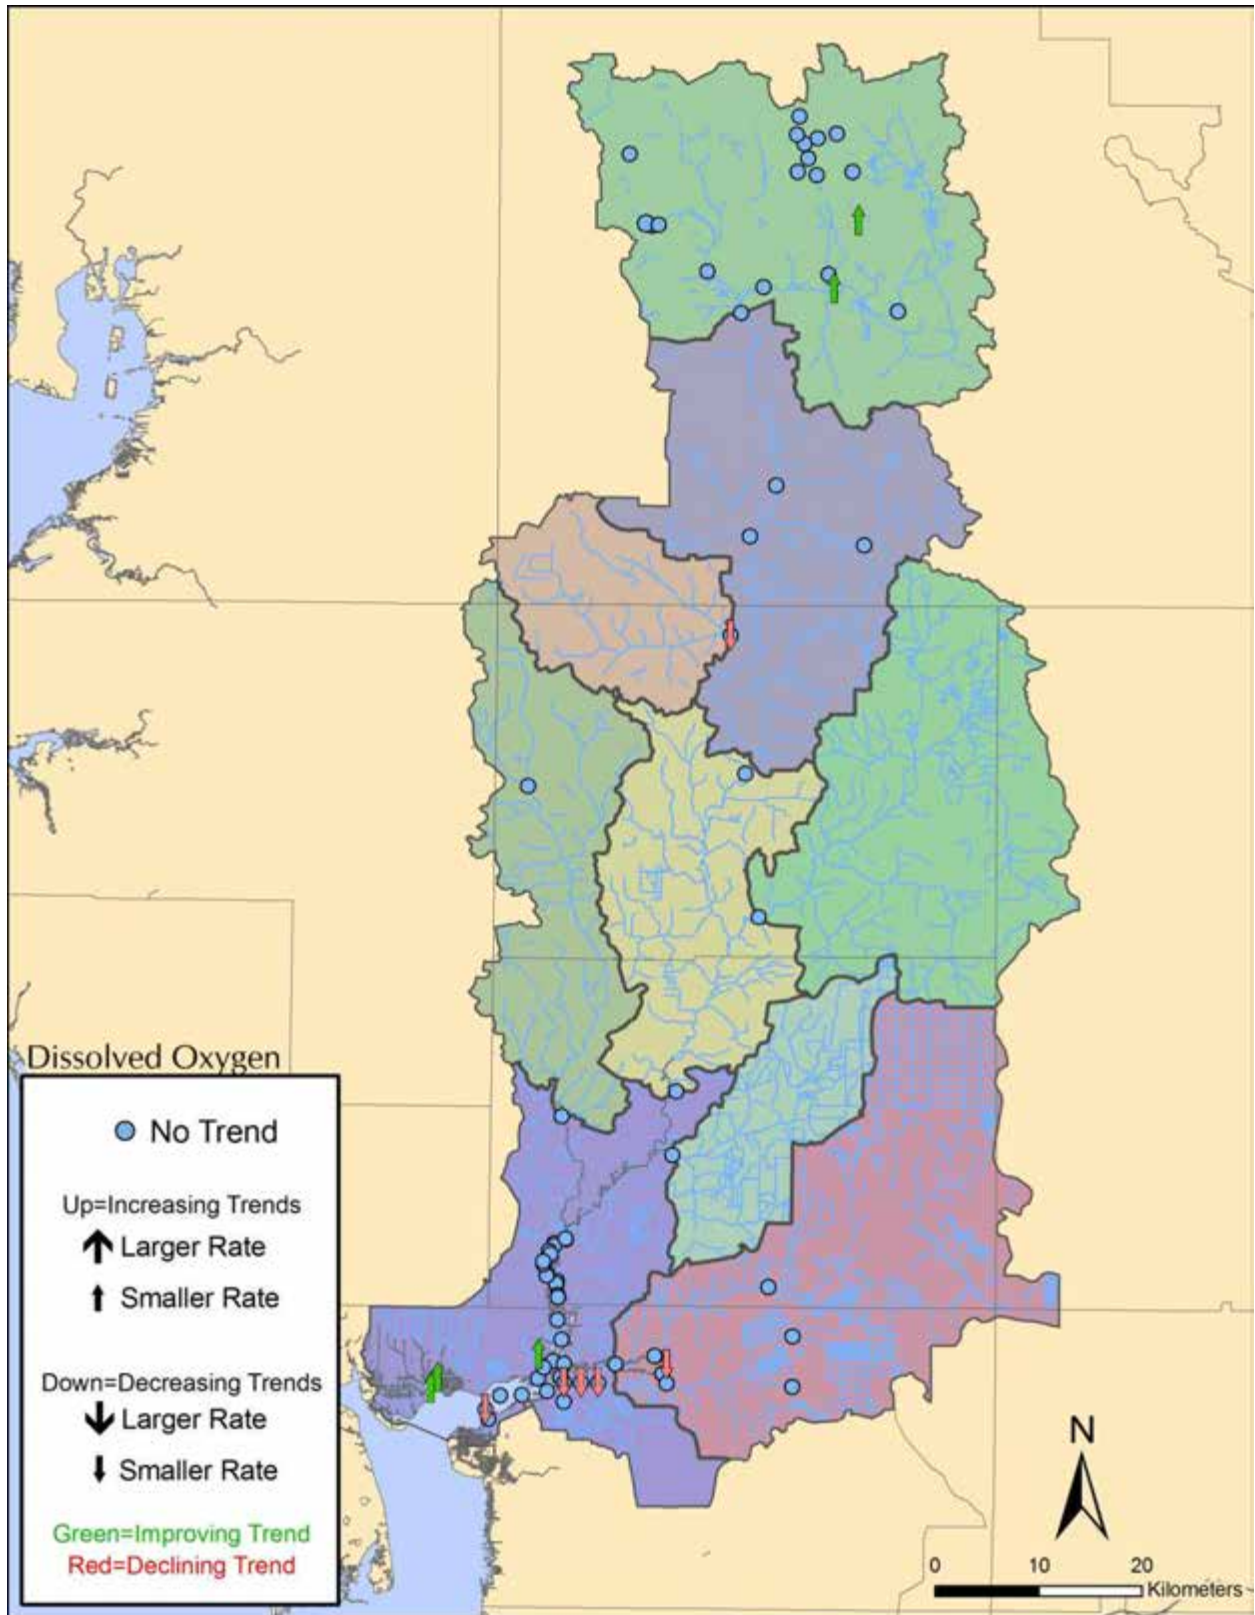 Dissolved Oxygen
No Trend
Up=Increasing Trends
Larger Rate
Smaller Rate
Down=Decreasing Trends
Larger Rate
Smaller Rate
Green=Improving Trend
Red=Declining Trend
N
0 10 20
Kilometers